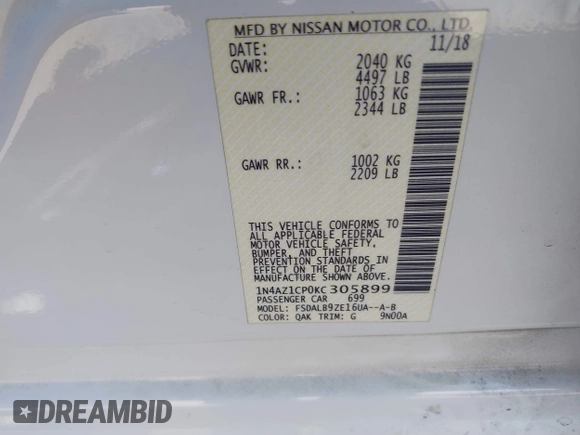 MFD BY NISSAN MOTOR CO., LTD.
DATE: 11/18
GVWR: 2040 KG
4497 LB
GAWR FR.: 1063 KG
2344 LB
GAWR RR.: 1002 KG
2209 LB
THIS VEHICLE CONFORMS TO
ALL APPLICABLE FEDERAL
MOTOR VEHICLE SAFETY,
BUMPER, AND THEFT
PREVENTION STANDARDS IN
EFFECT ON THE DATE OF
MANUFACTURE SHOWN ABOVE.
1N4AZ1CP0KC305899
PASSENGER CAR 699
MODEL: FSDALB9ZE16UA--A-B
COLOR: QAK TRIM: G 9N00A
DREAMBID